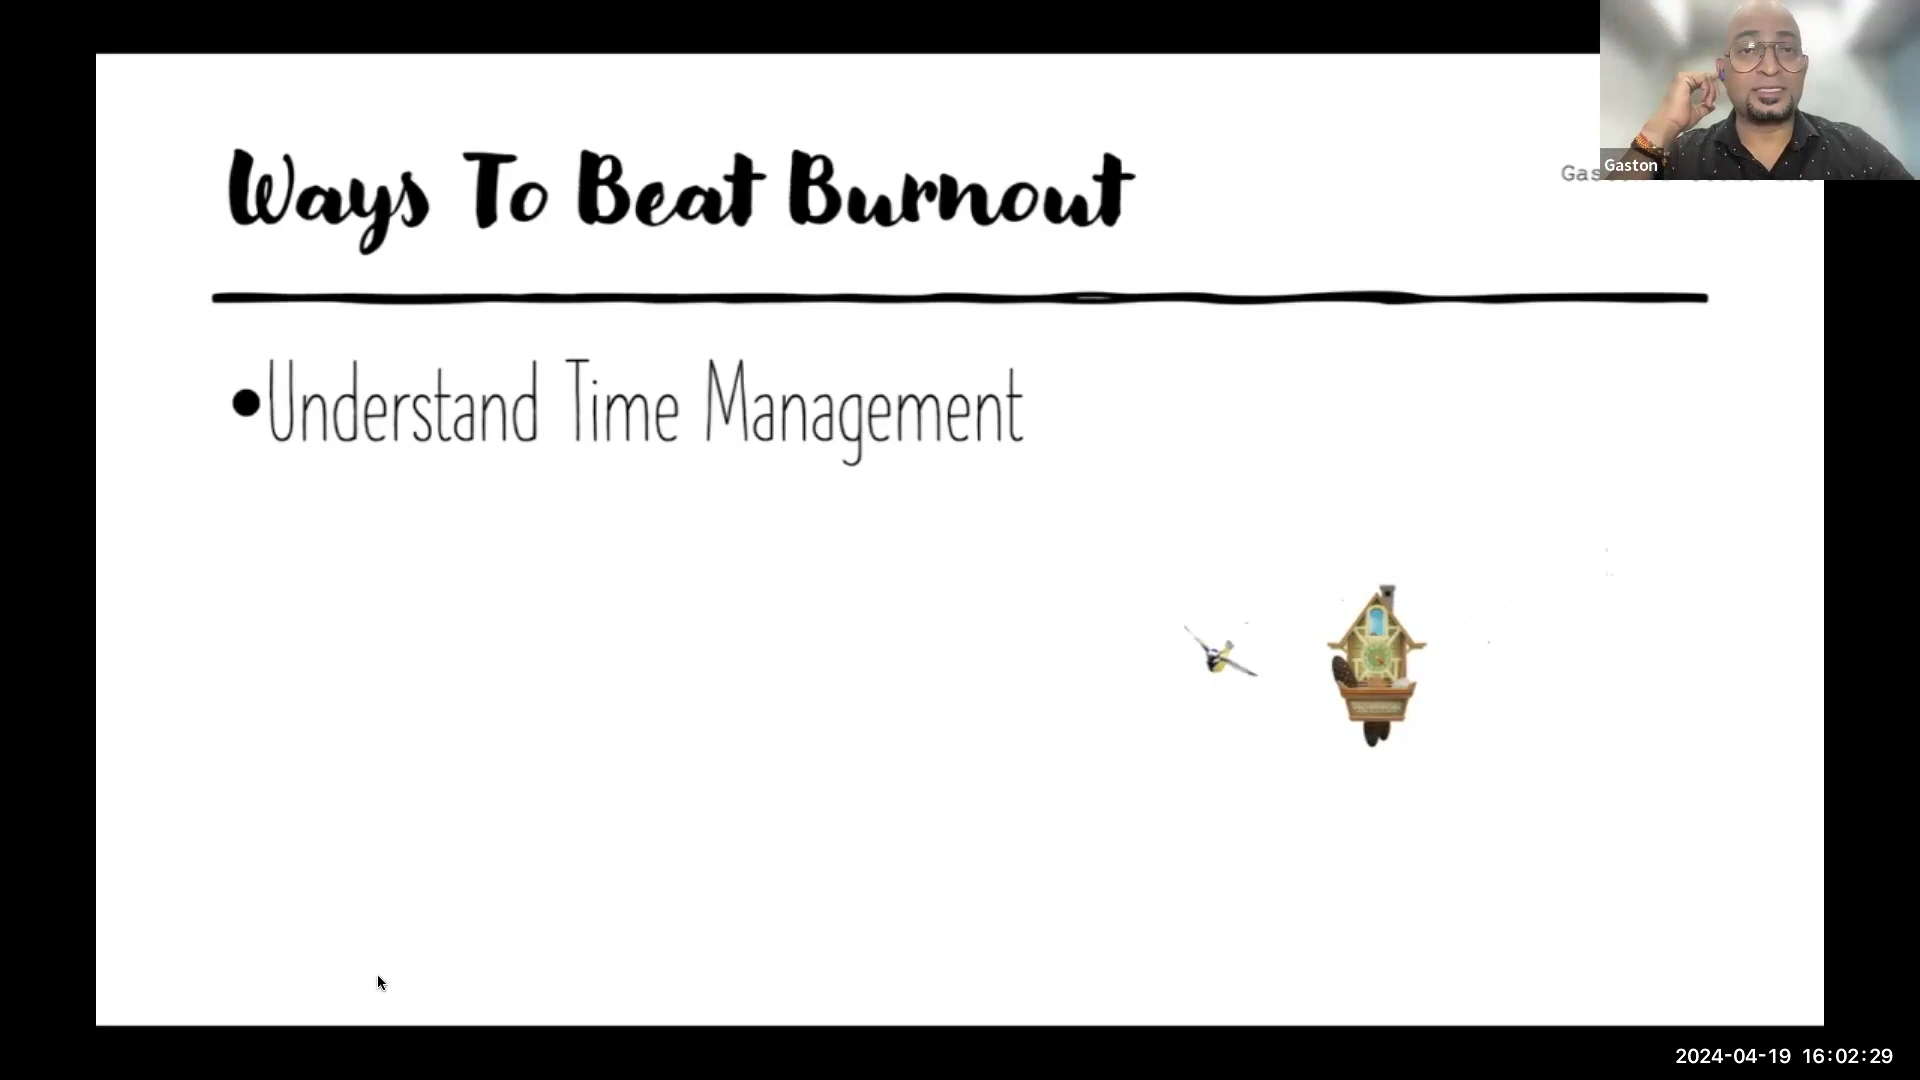 Ways To Beat Burnout
Gaston
•Understand Time Management
2024-04-19 16:02:29